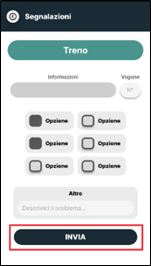 Segnalazioni
Treno
Informazioni Vagone
N°
Opzione Opzione
Opzione Opzione
Opzione Opzione
Altro
Descrivici il problema...
INVIA